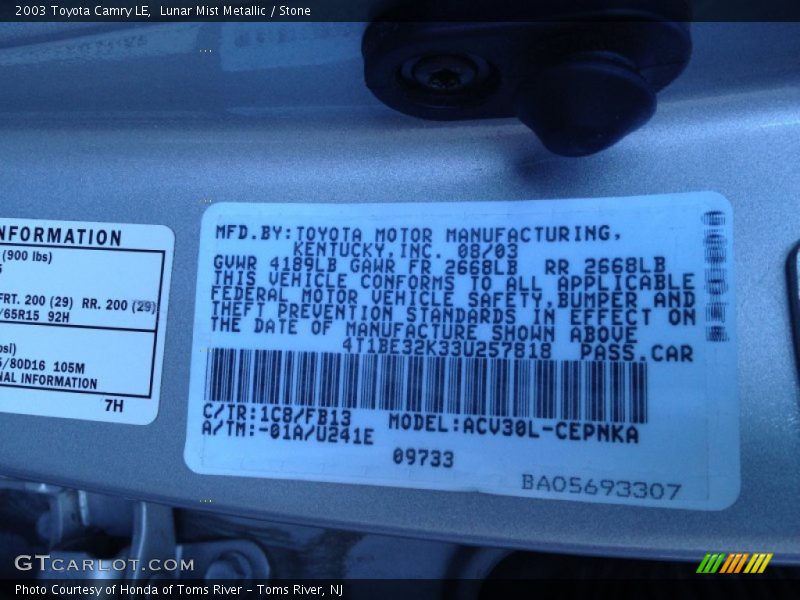 2003 Toyota Camry LE, Lunar Mist Metallic / Stone
NFORMATION
(900 lbs)
FRT. 200 (29) RR. 200 (29)
/65R15 92H
psi)
5/80D16 105M
NAL INFORMATION
7H
MFD.BY:TOYOTA MOTOR MANUFACTURING,
KENTUCKY,INC. 08/03
GVWR 4189LB GAWR FR 2668LB RR 2668LB
THIS VEHICLE CONFORMS TO ALL APPLICABLE
FEDERAL MOTOR VEHICLE SAFETY,BUMPER AND
THEFT PREVENTION STANDARDS IN EFFECT ON
THE DATE OF MANUFACTURE SHOWN ABOVE
4T1BE32K33U257818 PASS.CAR
C/TR:1C8/FB13 MODEL:ACV30L-CEPNKA
A/TM:-01A/U241E
09733
BA05693307
GTCARLOT.COM
Photo Courtesy of Honda of Toms River - Toms River, NJ